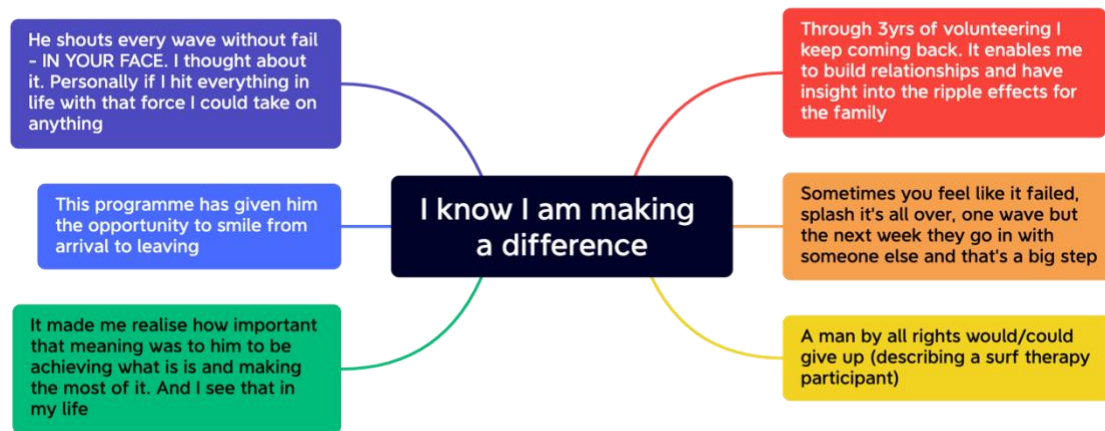 He shouts every wave without fail
- IN YOUR FACE. I thought about
it. Personally if I hit everything in
life with that force I could take on
anything
This programme has given him
the opportunity to smile from
arrival to leaving
It made me realise how important
that meaning was to him to be
achieving what is is and making
the most of it. And I see that in
my life
I know I am making
a difference
Through 3yrs of volunteering I
keep coming back. It enables me
to build relationships and have
insight into the ripple effects for
the family
Sometimes you feel like it failed,
splash it's all over, one wave but
the next week they go in with
someone else and that's a big step
A man by all rights would/could
give up (describing a surf therapy
participant)